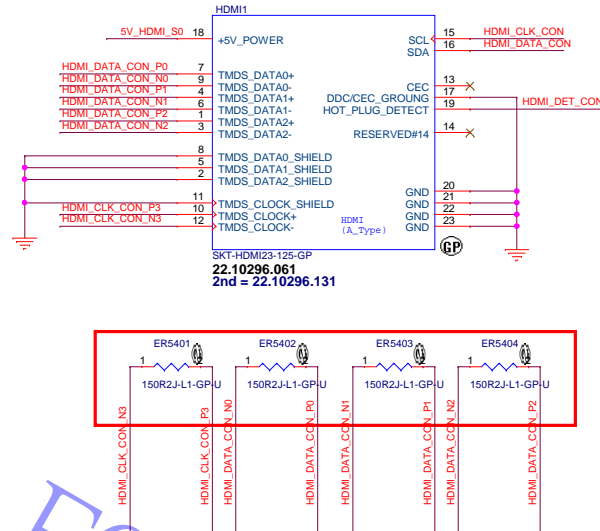 HDMI1
5V_HDMI_S0 18 +5V_POWER
SCL 15 HDMI_CLK_CON
SDA 16 HDMI_DATA_CON
HDMI_DATA_CON_P0 7 TMDS_DATA0+
HDMI_DATA_CON_N0 9 TMDS_DATA0-
HDMI_DATA_CON_P1 4 TMDS_DATA1+
HDMI_DATA_CON_N1 6 TMDS_DATA1-
HDMI_DATA_CON_P2 1 TMDS_DATA2+
HDMI_DATA_CON_N2 3 TMDS_DATA2-
CEC 13
DDC/CEC_GROUNG 17
HOT_PLUG_DETECT 19 HDMI_DET_CON
RESERVED#14 14
8 TMDS_DATA0_SHIELD
5 TMDS_DATA1_SHIELD
2 TMDS_DATA2_SHIELD
11 TMDS_CLOCK_SHIELD
HDMI_CLK_CON_P3 10 TMDS_CLOCK+
HDMI_CLK_CON_N3 12 TMDS_CLOCK-
GND 20
GND 21
GND 22
GND 23
HDMI
(A_Type)
GP
SKT-HDMI23-125-GP
22.10296.061
2nd = 22.10296.131
ER5401 ER5402 ER5403 ER5404
1 2 1 2 1 2 1 2
150R2J-L1-GP-U 150R2J-L1-GP-U 150R2J-L1-GP-U 150R2J-L1-GP-U
HDMI_CLK_CON_N3
HDMI_CLK_CON_P3
HDMI_DATA_CON_N0
HDMI_DATA_CON_P0
HDMI_DATA_CON_N1
HDMI_DATA_CON_P1
HDMI_DATA_CON_N2
HDMI_DATA_CON_P2